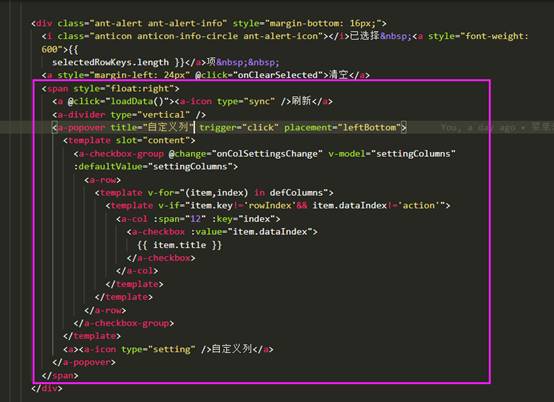 <div class="ant-alert ant-alert-info" style="margin-bottom: 16px;">
<i class="anticon anticon-info-circle ant-alert-icon"></i>已选择&nbsp;<a style="font-weight:
600">{{
selectedRowKeys.length }}</a>项&nbsp;&nbsp;
<a style="margin-left: 24px" @click="onClearSelected">清空</a>
<span style="float:right">
<a @click="loadData()"><a-icon type="sync" />刷新</a>
<a-divider type="vertical" />
<a-popover title="自定义列" trigger="click" placement="leftBottom"> You, a day ago •
<template slot="content">
<a-checkbox-group @change="onColSettingsChange" v-model="settingColumns"
:defaultValue="settingColumns">
<a-row>
<template v-for="(item,index) in defColumns">
<template v-if="item.key!='rowIndex'&& item.dataIndex!='action'">
<a-col :span="12" :key="index">
<a-checkbox :value="item.dataIndex">
{{ item.title }}
</a-checkbox>
</a-col>
</template>
</template>
</a-row>
</a-checkbox-group>
</template>
<a><a-icon type="setting" />自定义列</a>
</a-popover>
</span>
</div>